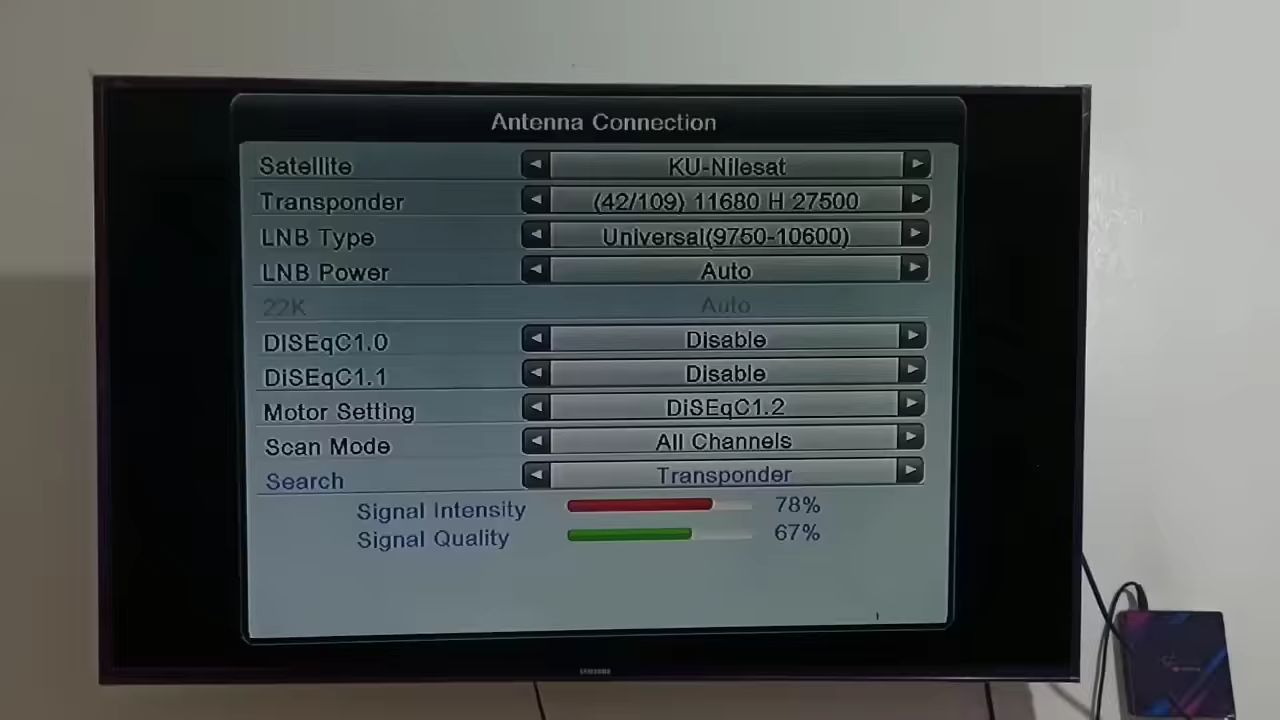 Antenna Connection
Satellite KU-Nilesat
Transponder (42/109) 11680 H 27500
LNB Type Universal(9750-10600)
LNB Power Auto
22K Auto
DiSEqC1.0 Disable
DiSEqC1.1 Disable
Motor Setting DiSEqC1.2
Scan Mode All Channels
Search Transponder
Signal Intensity 78%
Signal Quality 67%
SAMSUNG